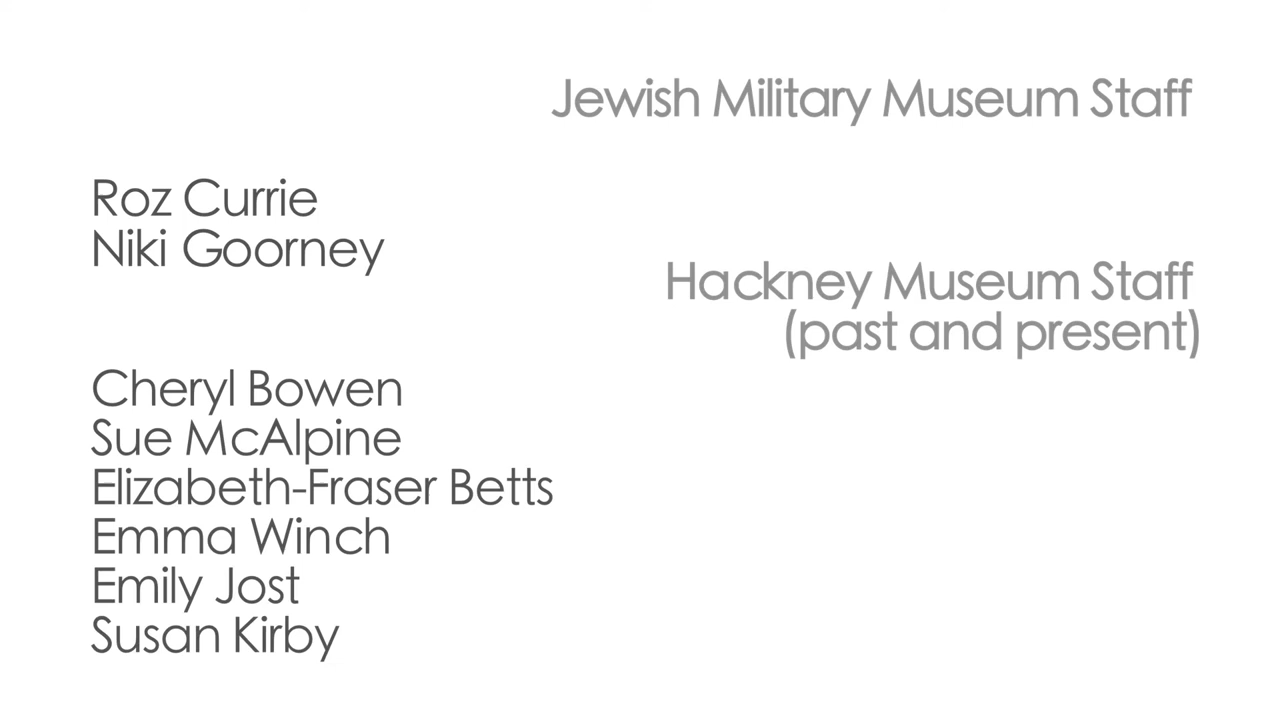 Jewish Military Museum Staff
Roz Currie
Niki Goorney
Hackney Museum Staff
(past and present)
Cheryl Bowen
Sue McAlpine
Elizabeth-Fraser Betts
Emma Winch
Emily Jost
Susan Kirby